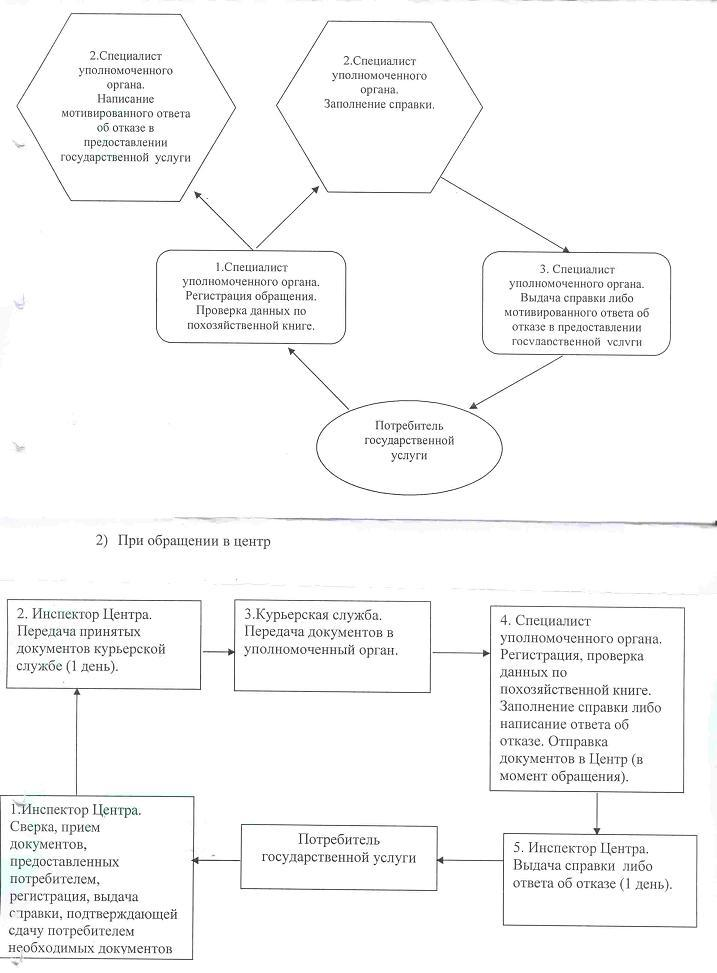 2.Специалист
уполномоченного
органа.
Написание
мотивированного ответа
об отказе в
предоставлении
государственной услуги
2.Специалист
уполномоченного
органа.
Заполнение справки.
1.Специалист
уполномоченного органа.
Регистрация обращения.
Проверка данных по
похозяйственной книге.
3. Специалист
уполномоченного органа.
Выдача справки либо
мотивированного ответа об
отказе в предоставлении
государственной услуги
Потребитель
государственной
услуги
2) При обращении в центр
2. Инспектор Центра.
Передача принятых
документов курьерской
службе (1 день).
3.Курьерская служба.
Передача документов в
уполномоченный орган.
4. Специалист
уполномоченного органа.
Регистрация, проверка
данных по
похозяйственной книге.
Заполнение справки либо
написание ответа об
отказе. Отправка
документов в Центр (в
момент обращения).
1.Инспектор Центра.
Сверка, прием
документов,
предоставленных
потребителем,
регистрация, выдача
справки, подтверждающей
сдачу потребителем
необходимых документов
Потребитель
государственной услуги
5. Инспектор Центра.
Выдача справки либо
ответа об отказе (1 день).